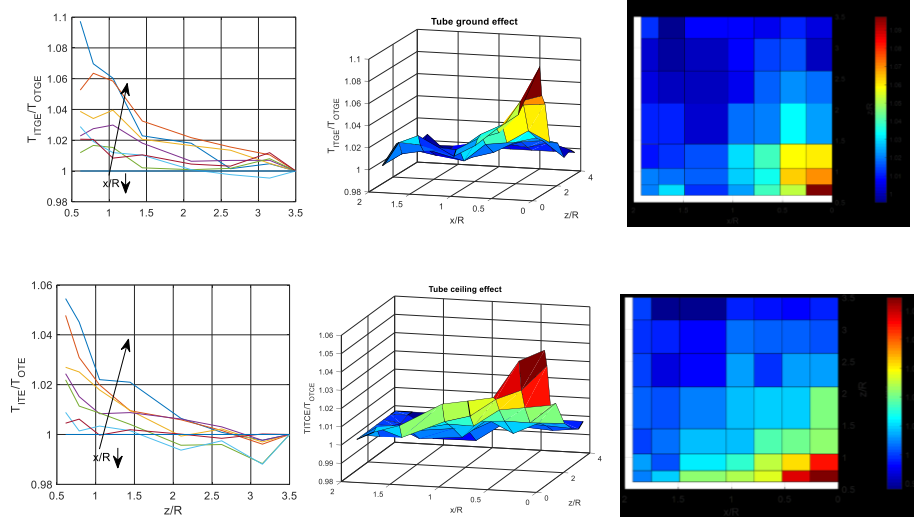 1.1
1.08
1.06
1.04
1.02
1
0.98
T_ITGE/T_OTGE
x/R
0.5 1 1.5 2 2.5 3 3.5
Tube ground effect
1.1
1.08
1.06
1.04
1.02
1
0.98
T_ITGE/T_OTGE
2 1.5 1 0.5 0
x/R
0 2 4
z/R
x/R
1.06
1.04
1.02
1
0.98
T_ITE/T_OTE
x/R
0.5 1 1.5 2 2.5 3 3.5
z/R
Tube ceiling effect
1.06
1.05
1.04
1.03
1.02
1.01
1
0.99
0.98
TITCE/T_OTCE
2 1.5 1 0.5 0
x/R
0 2 4
z/R
3.5
3
2.5
2
1.5
1
0.5
z/R
2 1.5 1 0.5 0
x/R